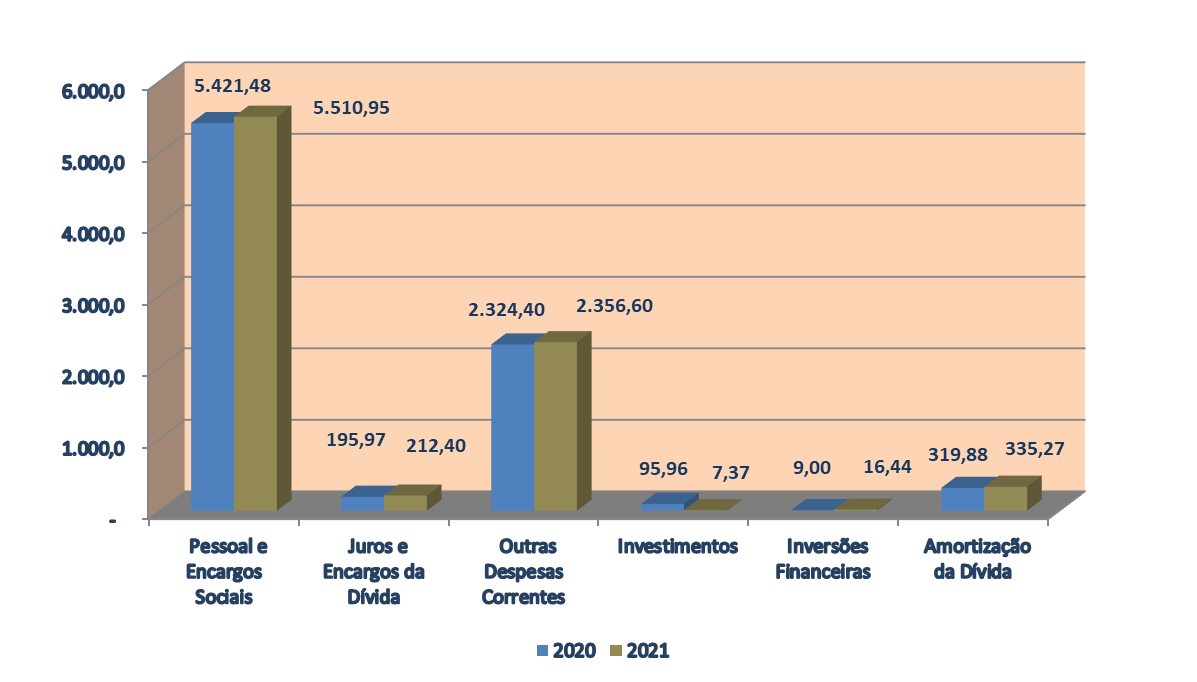 6.000,0
5.000,0
4.000,0
3.000,0
2.000,0
1.000,0
-
5.421,48
5.510,95
195,97
212,40
2.324,40
2.356,60
95,96
7,37
9,00
16,44
319,88
335,27
Pessoal e
Encargos
Sociais
Juros e
Encargos da
Dívida
Outras
Despesas
Correntes
Investimentos
Inversões
Financeiras
Amortização
da Dívida
2020
2021